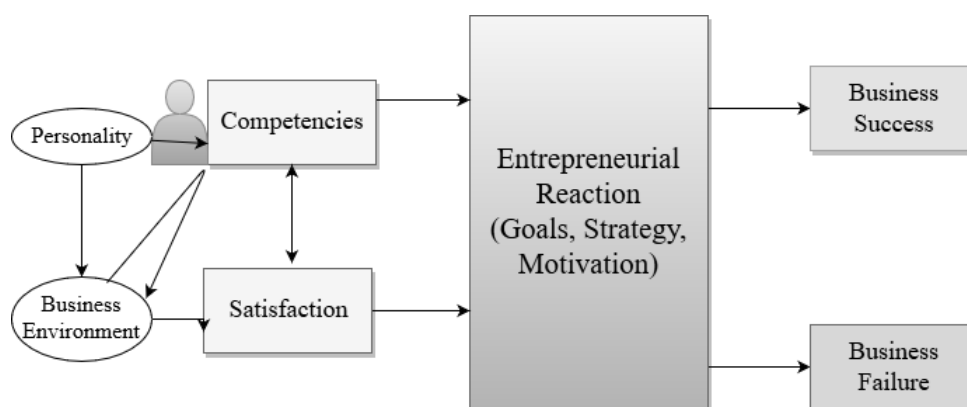 Personality
Competencies
Business
Environment
Satisfaction
Entrepreneurial
Reaction
(Goals, Strategy,
Motivation)
Business
Success
Business
Failure